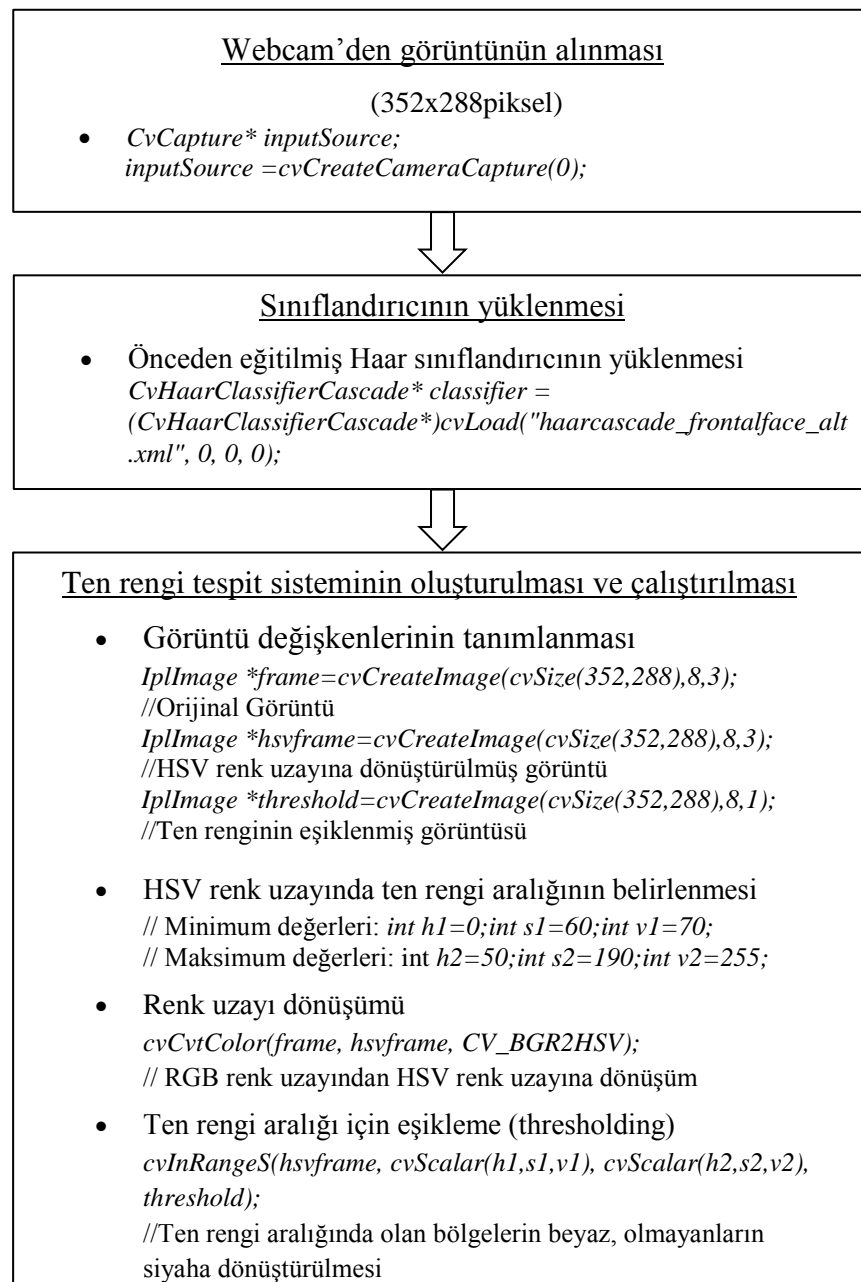 Webcam’den görüntünün alınması
(352x288piksel)
• CvCapture* inputSource;
inputSource =cvCreateCameraCapture(0);
Sınıflandırıcının yüklenmesi
• Önceden eğitilmiş Haar sınıflandırıcının yüklenmesi
CvHaarClassifierCascade* classifier =
(CvHaarClassifierCascade*)cvLoad("haarcascade_frontalface_alt
.xml", 0, 0, 0);
Ten rengi tespit sisteminin oluşturulması ve çalıştırılması
• Görüntü değişkenlerinin tanımlanması
IplImage *frame=cvCreateImage(cvSize(352,288),8,3);
//Orijinal Görüntü
IplImage *hsvframe=cvCreateImage(cvSize(352,288),8,3);
//HSV renk uzayına dönüştürülmüş görüntü
IplImage *threshold=cvCreateImage(cvSize(352,288),8,1);
//Ten renginin eşiklenmiş görüntüsü
• HSV renk uzayında ten rengi aralığının belirlenmesi
// Minimum değerleri: int h1=0;int s1=60;int v1=70;
// Maksimum değerleri: int h2=50;int s2=190;int v2=255;
• Renk uzayı dönüşümü
cvCvtColor(frame, hsvframe, CV_BGR2HSV);
// RGB renk uzayından HSV renk uzayına dönüşüm
• Ten rengi aralığı için eşikleme (thresholding)
cvInRangeS(hsvframe, cvScalar(h1,s1,v1), cvScalar(h2,s2,v2),
threshold);
//Ten rengi aralığında olan bölgelerin beyaz, olmayanların
siyaha dönüştürülmesi